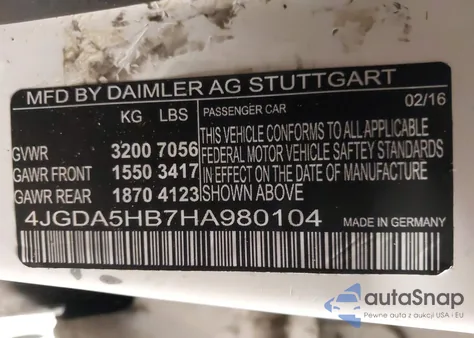 MFD BY DAIMLER AG STUTTGART
KG LBS PASSENGER CAR 02/16
GVWR 3200 7056 THIS VEHICLE CONFORMS TO ALL APPLICABLE
GAWR FRONT 1550 3417 FEDERAL MOTOR VEHICLE SAFTEY STANDARDS
IN EFFECT ON THE DATE OF MANUFACTURE
GAWR REAR 1870 4123 SHOWN ABOVE
4JGDA5HB7HA980104
MADE IN GERMANY
autoSnap
Pewne auta z aukcji USA i EU